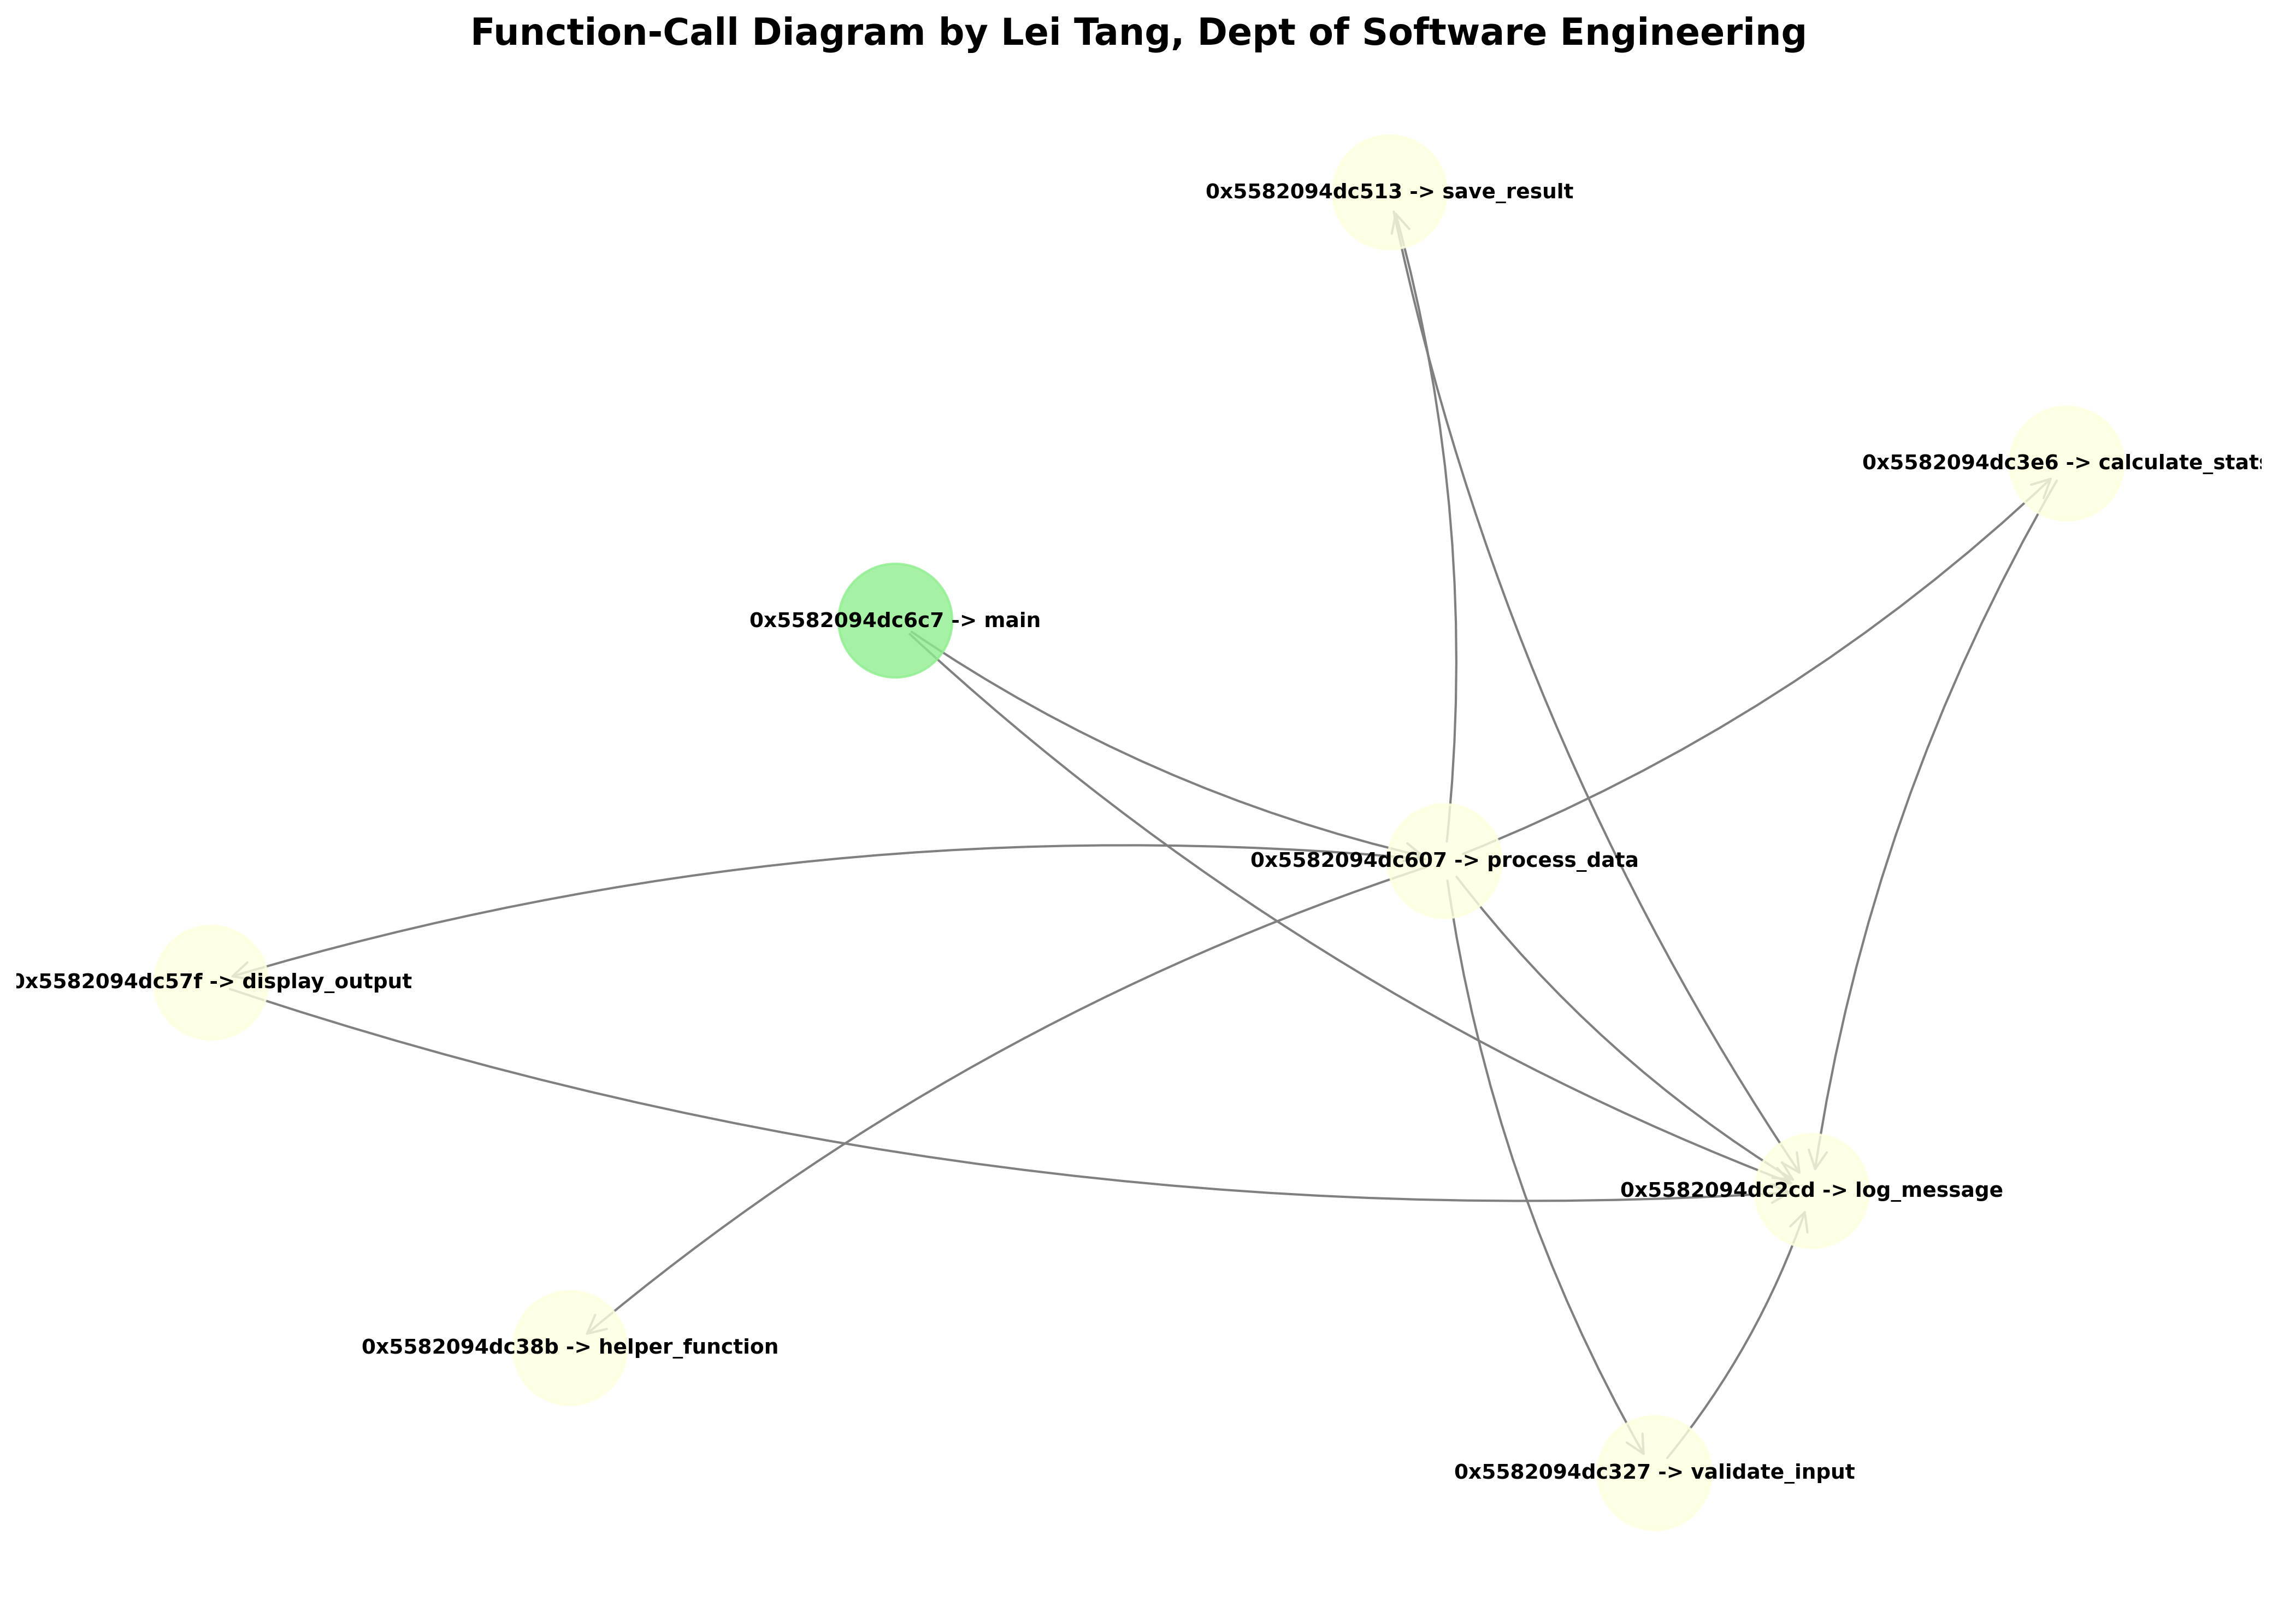 Function-Call Diagram by Lei Tang, Dept of Software Engineering
0x5582094dc513 -> save_result
0x5582094dc3e6 -> calculate_stats
0x5582094dc6c7 -> main
0x5582094dc607 -> process_data
0x5582094dc57f -> display_output
0x5582094dc2cd -> log_message
0x5582094dc38b -> helper_function
0x5582094dc327 -> validate_input